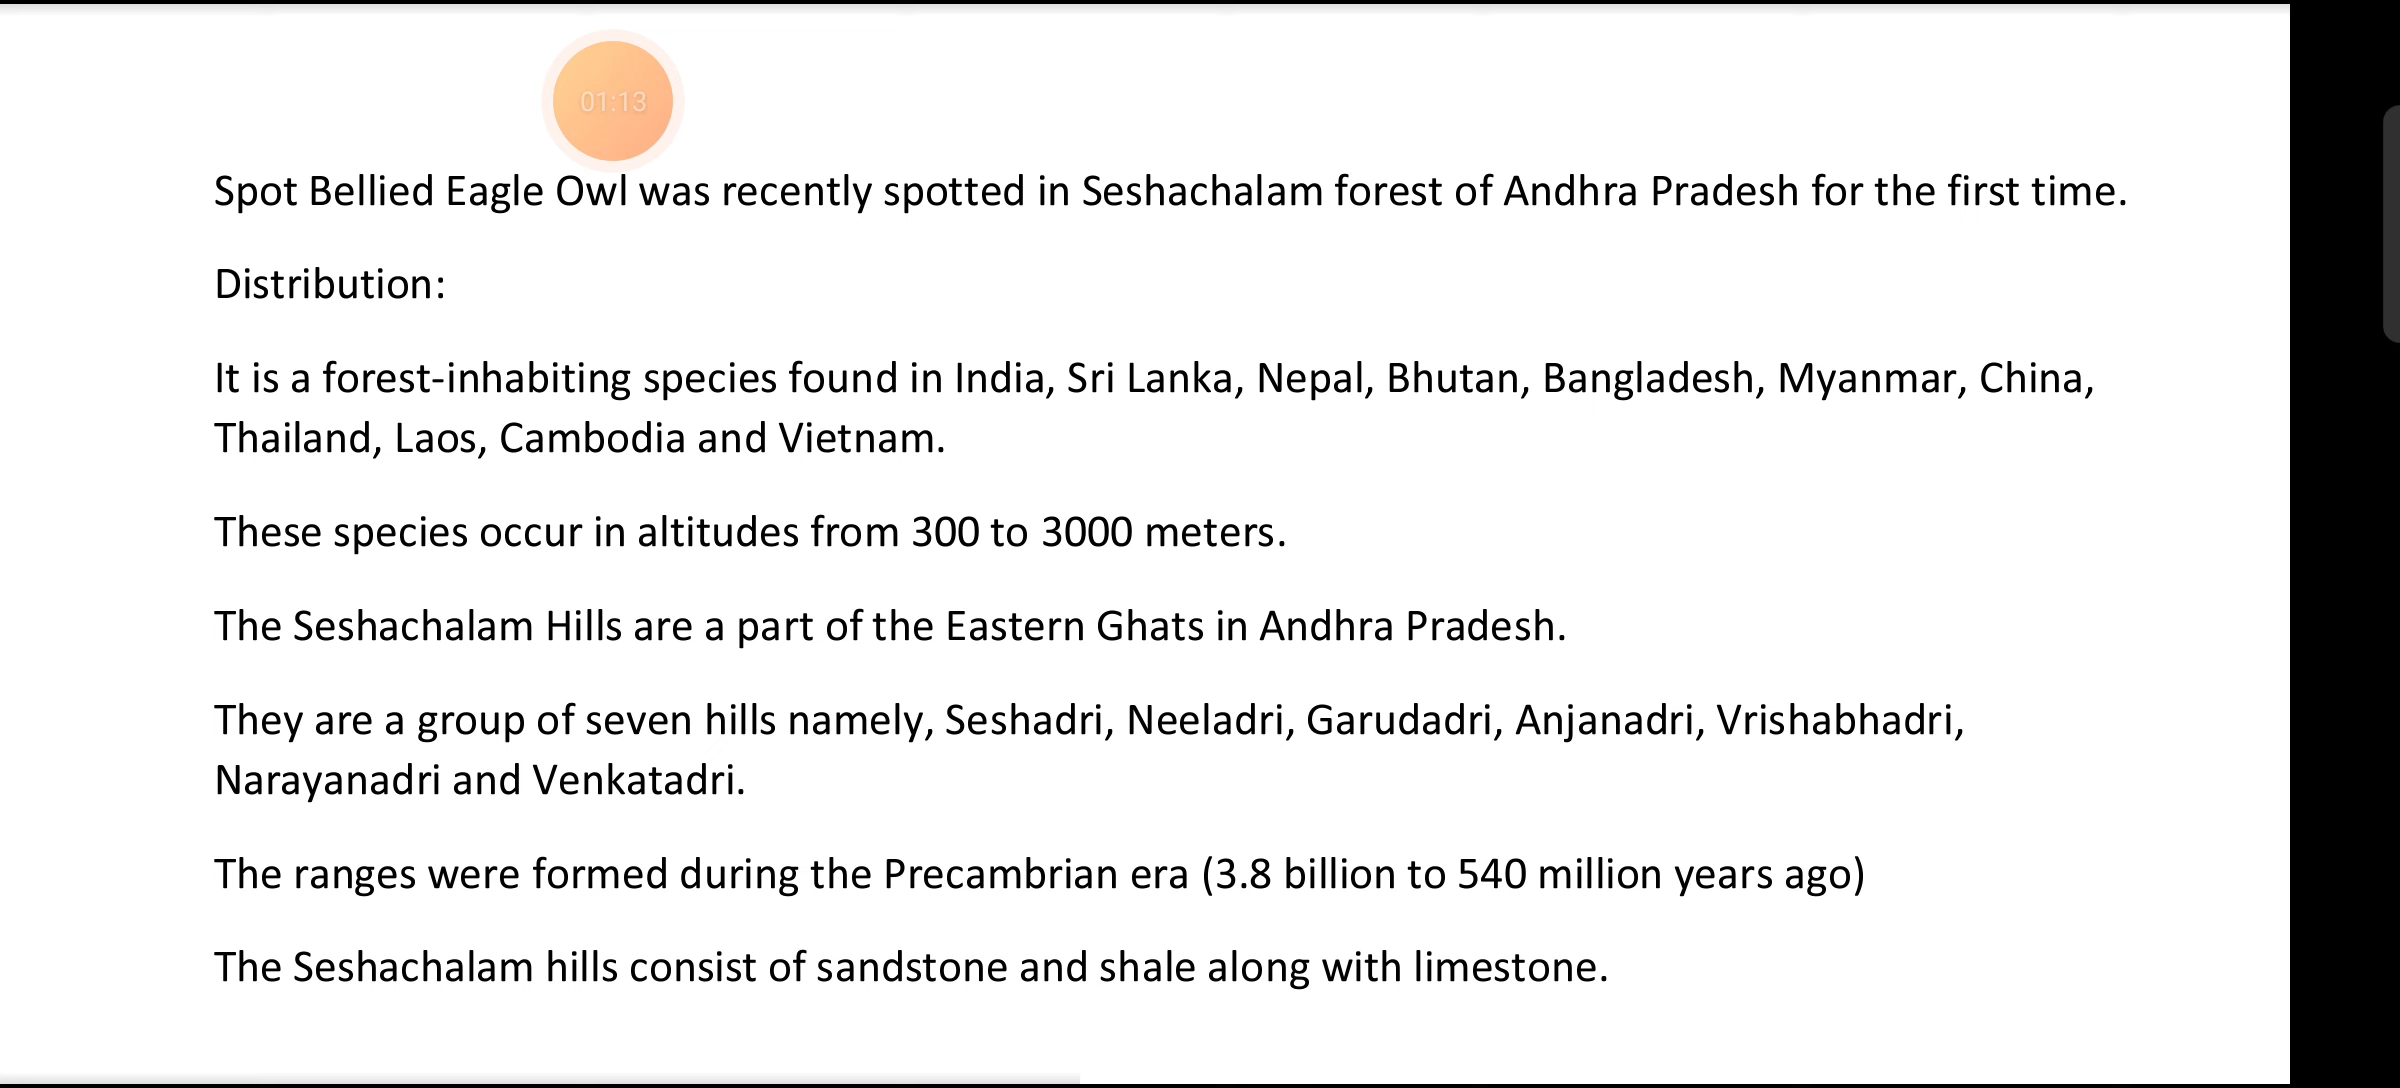 01:13
Spot Bellied Eagle Owl was recently spotted in Seshachalam forest of Andhra Pradesh for the first time.
Distribution:
It is a forest-inhabiting species found in India, Sri Lanka, Nepal, Bhutan, Bangladesh, Myanmar, China,
Thailand, Laos, Cambodia and Vietnam.
These species occur in altitudes from 300 to 3000 meters.
The Seshachalam Hills are a part of the Eastern Ghats in Andhra Pradesh.
They are a group of seven hills namely, Seshadri, Neeladri, Garudadri, Anjanadri, Vrishabhadri,
Narayanadri and Venkatadri.
The ranges were formed during the Precambrian era (3.8 billion to 540 million years ago)
The Seshachalam hills consist of sandstone and shale along with limestone.